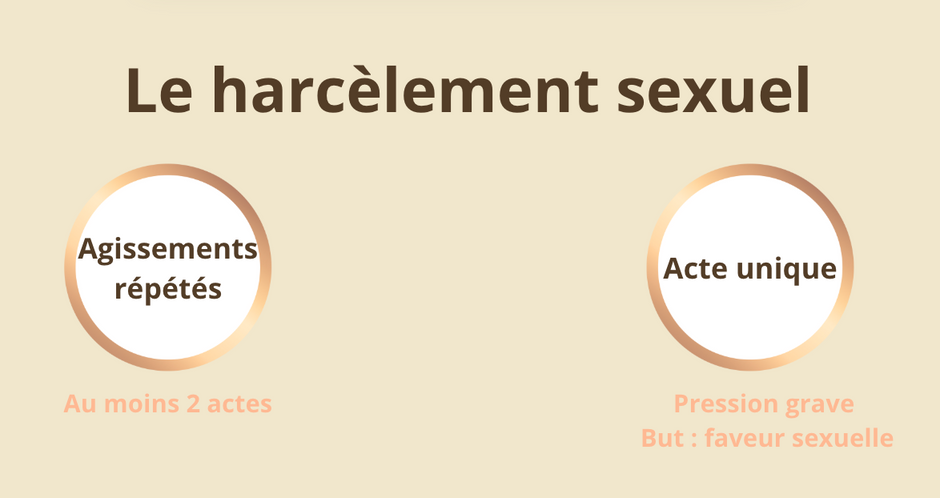 Le harcèlement sexuel
Agissements
répétés
Au moins 2 actes
Acte unique
Pression grave
But : faveur sexuelle